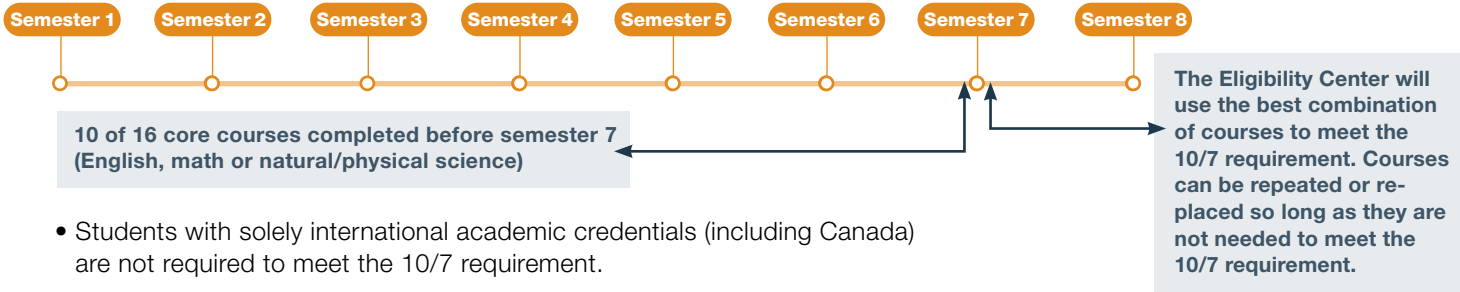 Semester 1
Semester 2
Semester 3
Semester 4
Semester 5
Semester 6
Semester 7
Semester 8
10 of 16 core courses completed before semester 7
(English, math or natural/physical science)
The Eligibility Center will
use the best combination
of courses to meet the
10/7 requirement. Courses
can be repeated or re-
placed so long as they are
not needed to meet the
10/7 requirement.
• Students with solely international academic credentials (including Canada)
are not required to meet the 10/7 requirement.